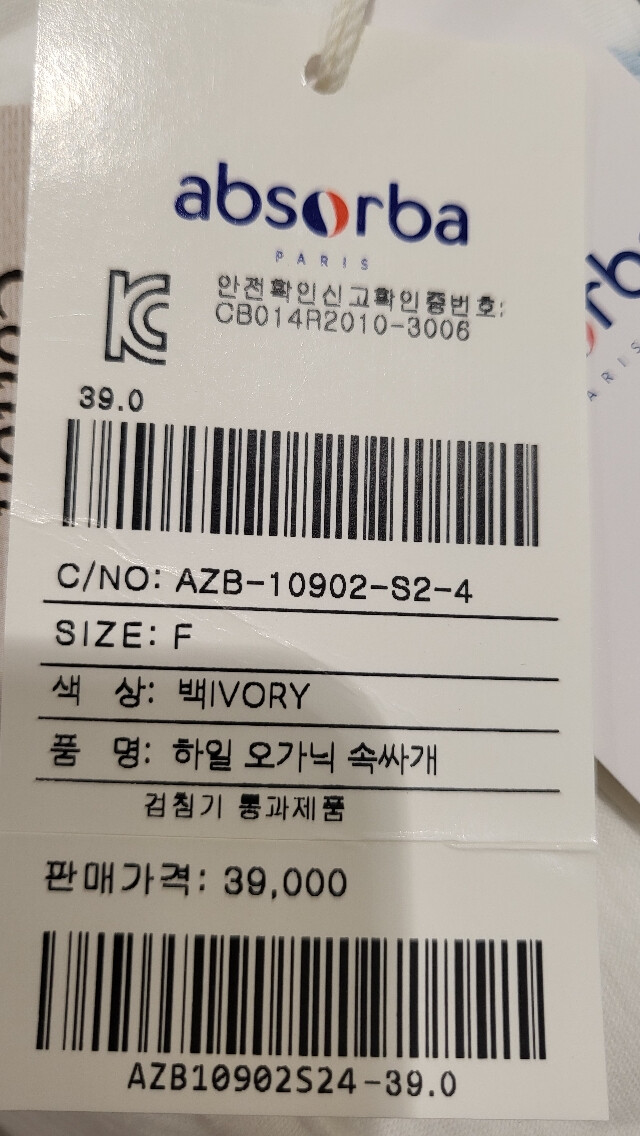 absorba
PARIS
안전확인신고확인증번호:
CB014R2010-3006
39.0
C/NO: AZB-10902-S2-4
SIZE: F
색 상: 백IVORY
품 명: 하일 오가닉 속싸개
검침기 통과제품
판매가격: 39,000
AZB10902S24-39.0